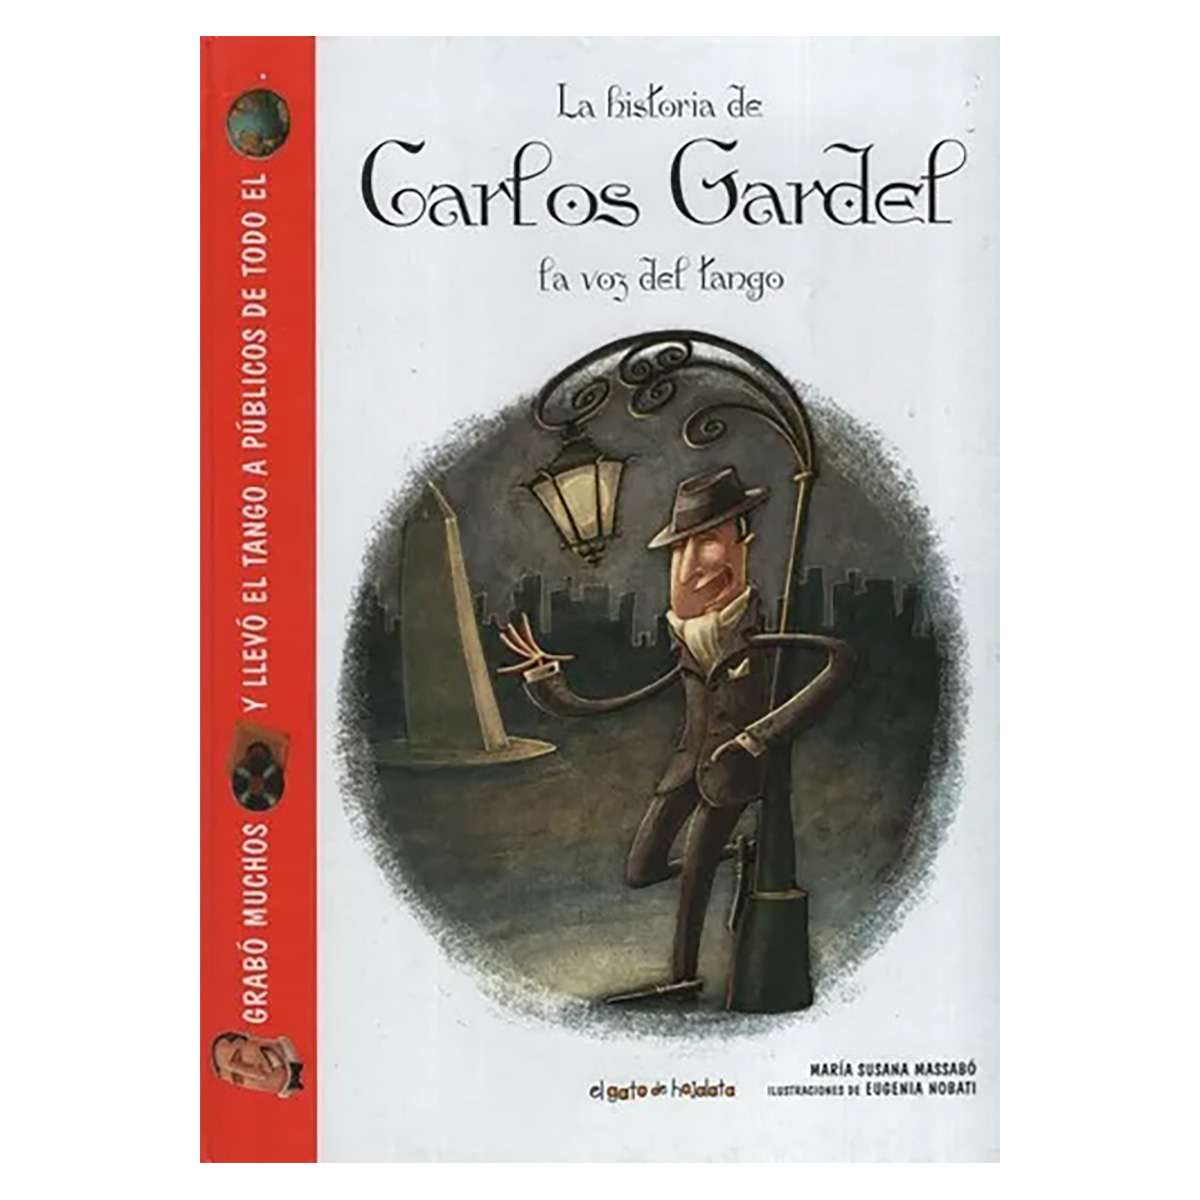 La historia de
Carlos Gardel
la voz del tango
GRABÓ MUCHOS Y LLEVÓ EL TANGO A PÚBLICOS DE TODO EL .
MARÍA SUSANA MASSABÓ
el gato de hojalata
ILUSTRACIONES DE EUGENIA NOBATI